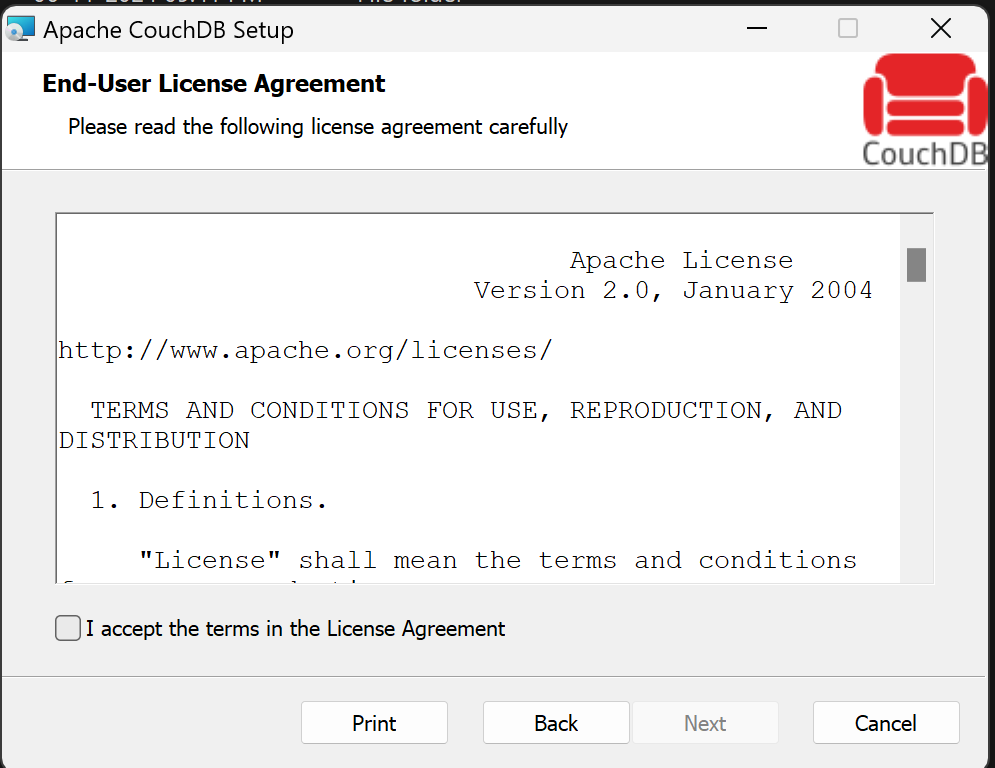 Apache CouchDB Setup
End-User License Agreement
Please read the following license agreement carefully
CouchDB
Apache License
Version 2.0, January 2004
http://www.apache.org/licenses/
TERMS AND CONDITIONS FOR USE, REPRODUCTION, AND
DISTRIBUTION
1. Definitions.
"License" shall mean the terms and conditions
I accept the terms in the License Agreement
Print
Back
Next
Cancel